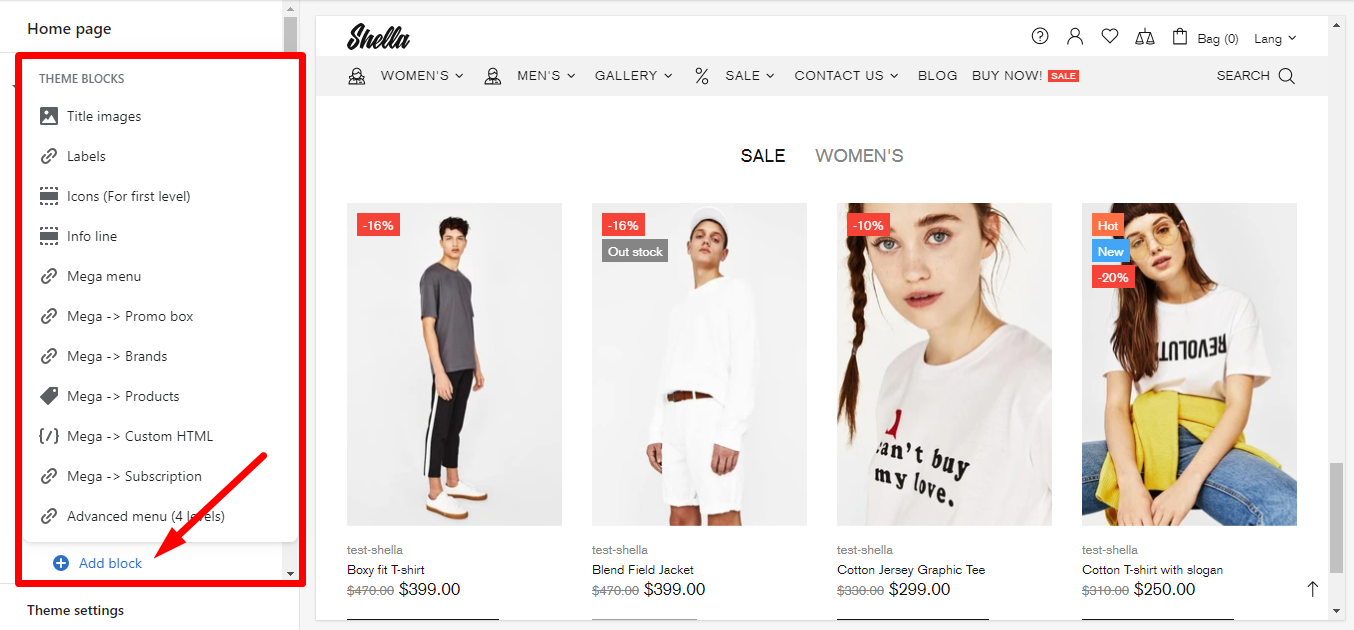 Home page
THEME BLOCKS
Title images
Labels
Icons (For first level)
Info line
Mega menu
Mega -> Promo box
Mega -> Brands
Mega -> Products
Mega -> Custom HTML
Mega -> Subscription
Advanced menu (4 levels)
Add block
Theme settings
Shella
Bag (0) Lang
WOMEN'S MEN'S GALLERY % SALE CONTACT US BLOG BUY NOW! SALE SEARCH
SALE WOMEN'S
-16%
-16%
Out stock
-10%
can't buy
my love.
Hot
New
-20%
REVOLUTI
test-shella
Boxy fit T-shirt
$470.00 $399.00
test-shella
Blend Field Jacket
$470.00 $399.00
test-shella
Cotton Jersey Graphic Tee
$330.00 $299.00
test-shella
Cotton T-shirt with slogan
$310.00 $250.00